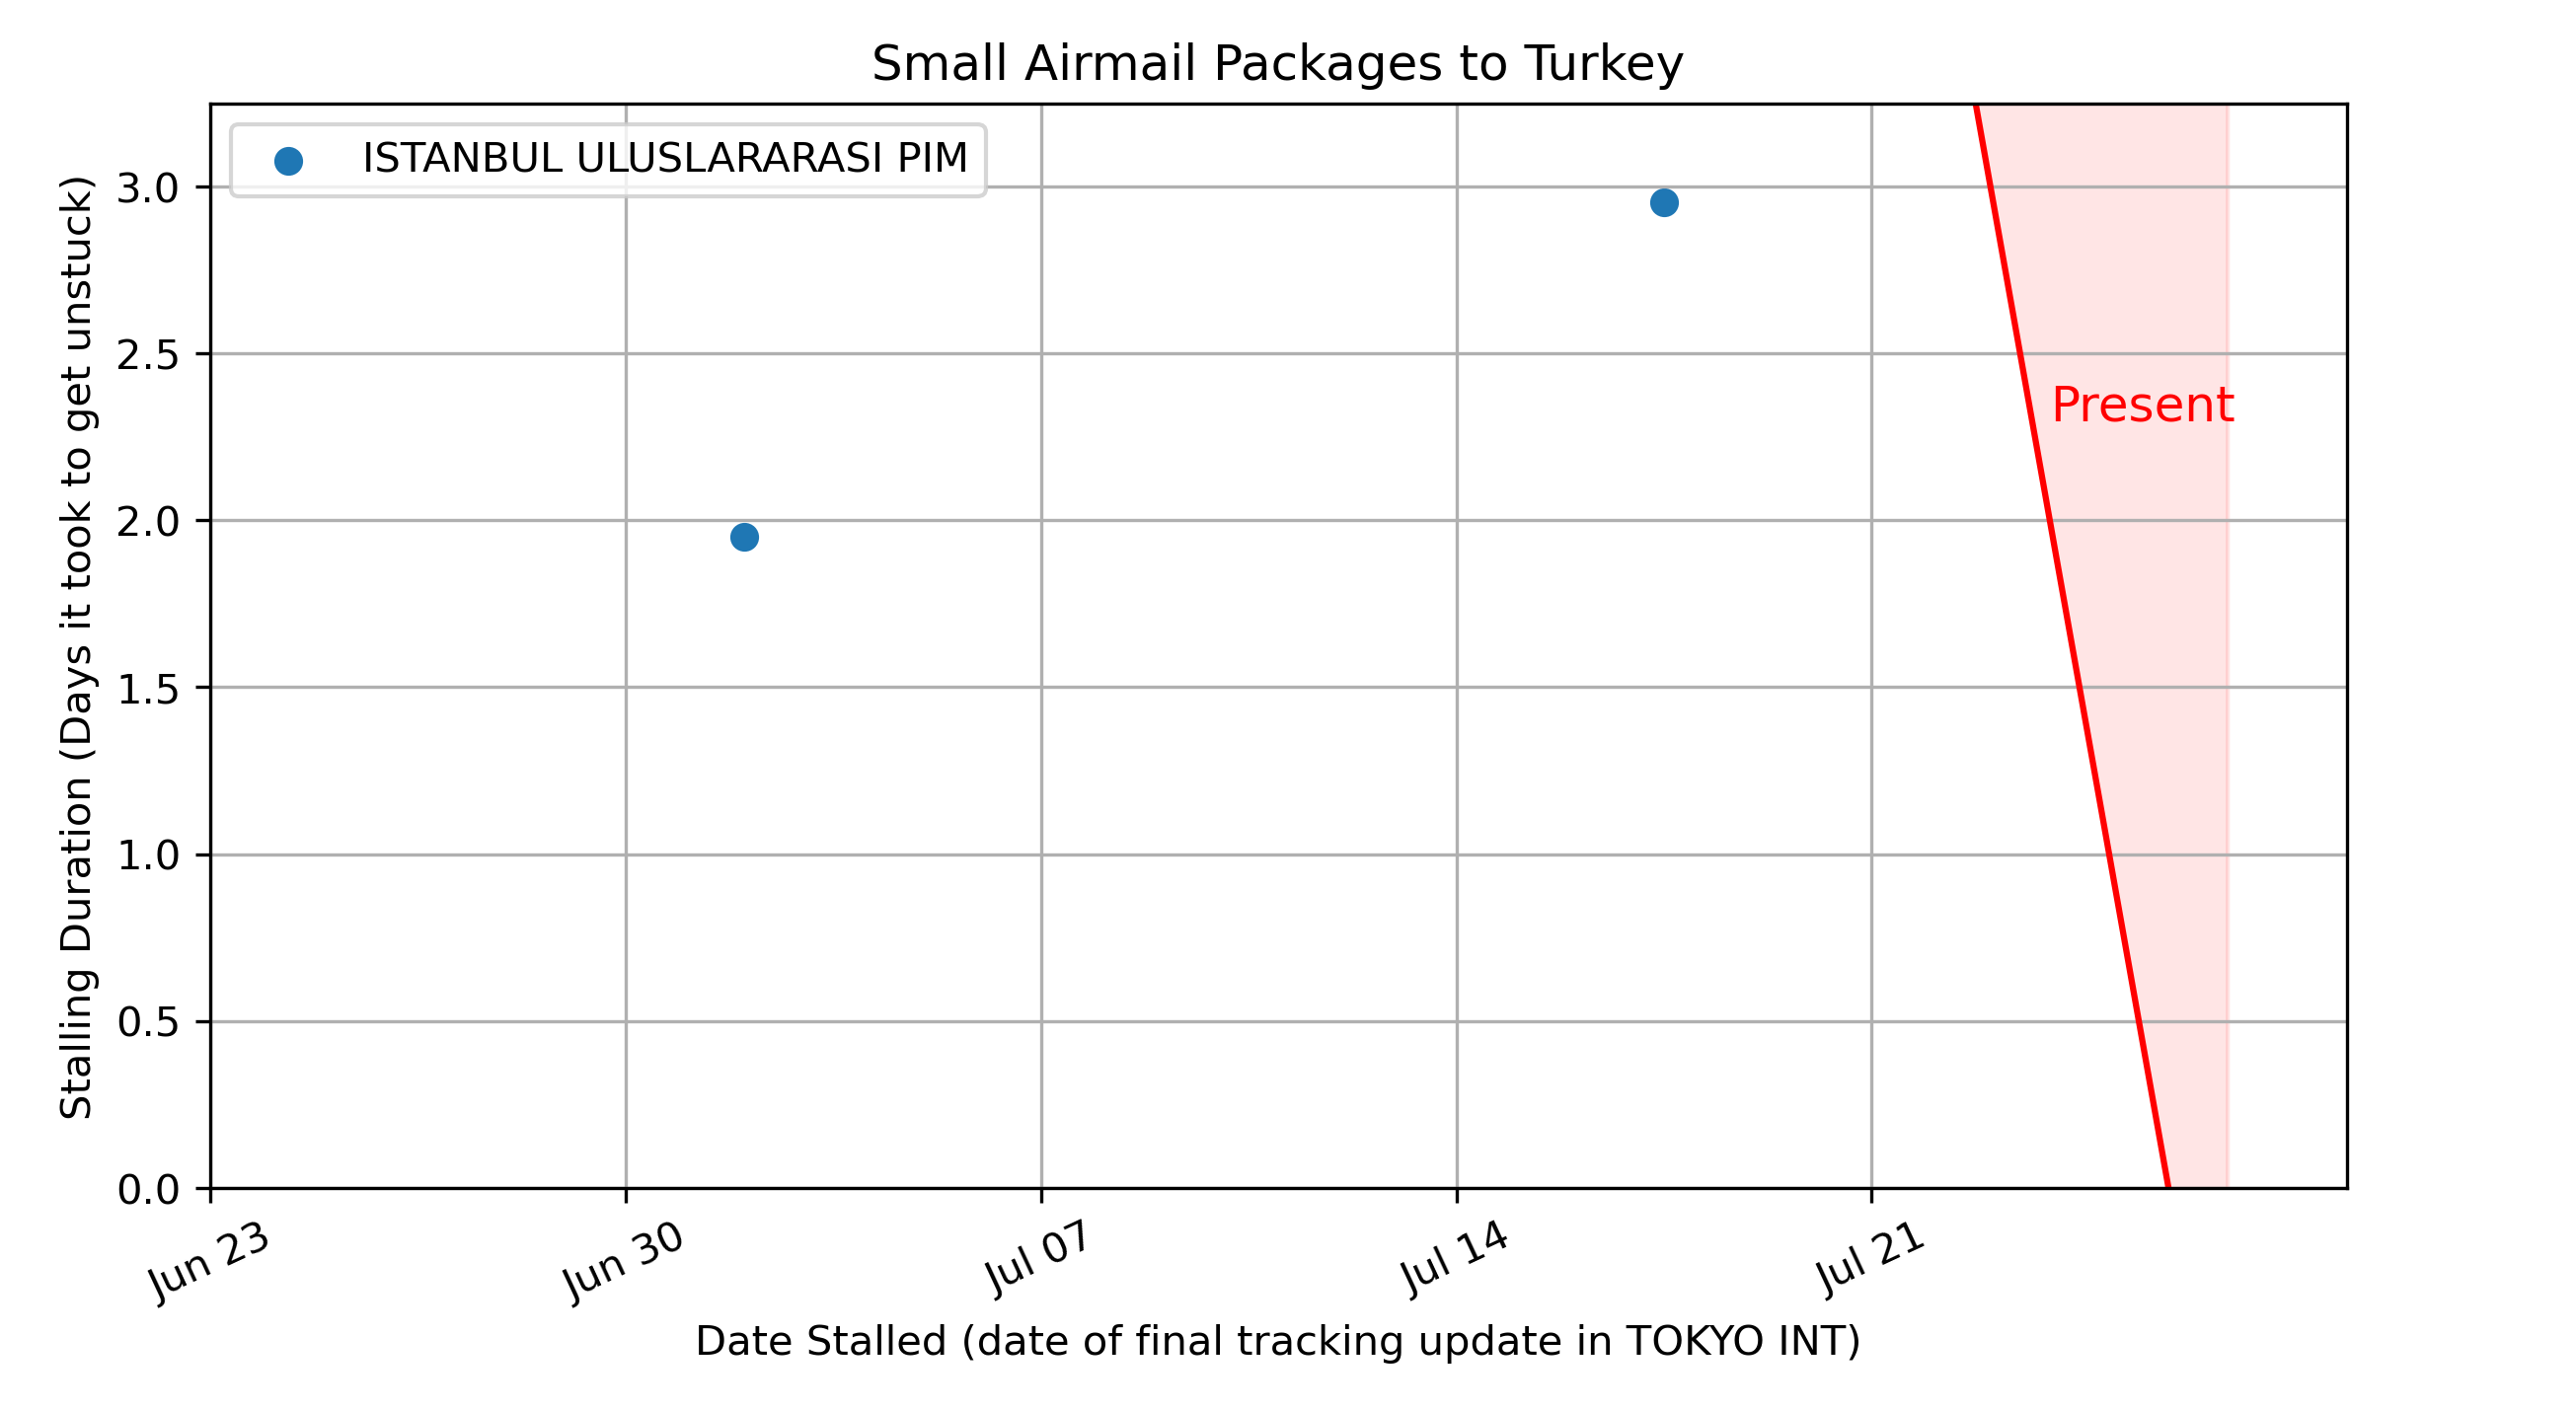 Small Airmail Packages to Turkey
ISTANBUL ULUSLARARASI PIM
Stalling Duration (Days it took to get unstuck)
3.0
2.5
2.0
1.5
1.0
0.5
0.0
Present
Jun 23
Jun 30
Jul 07
Jul 14
Jul 21
Date Stalled (date of final tracking update in TOKYO INT)